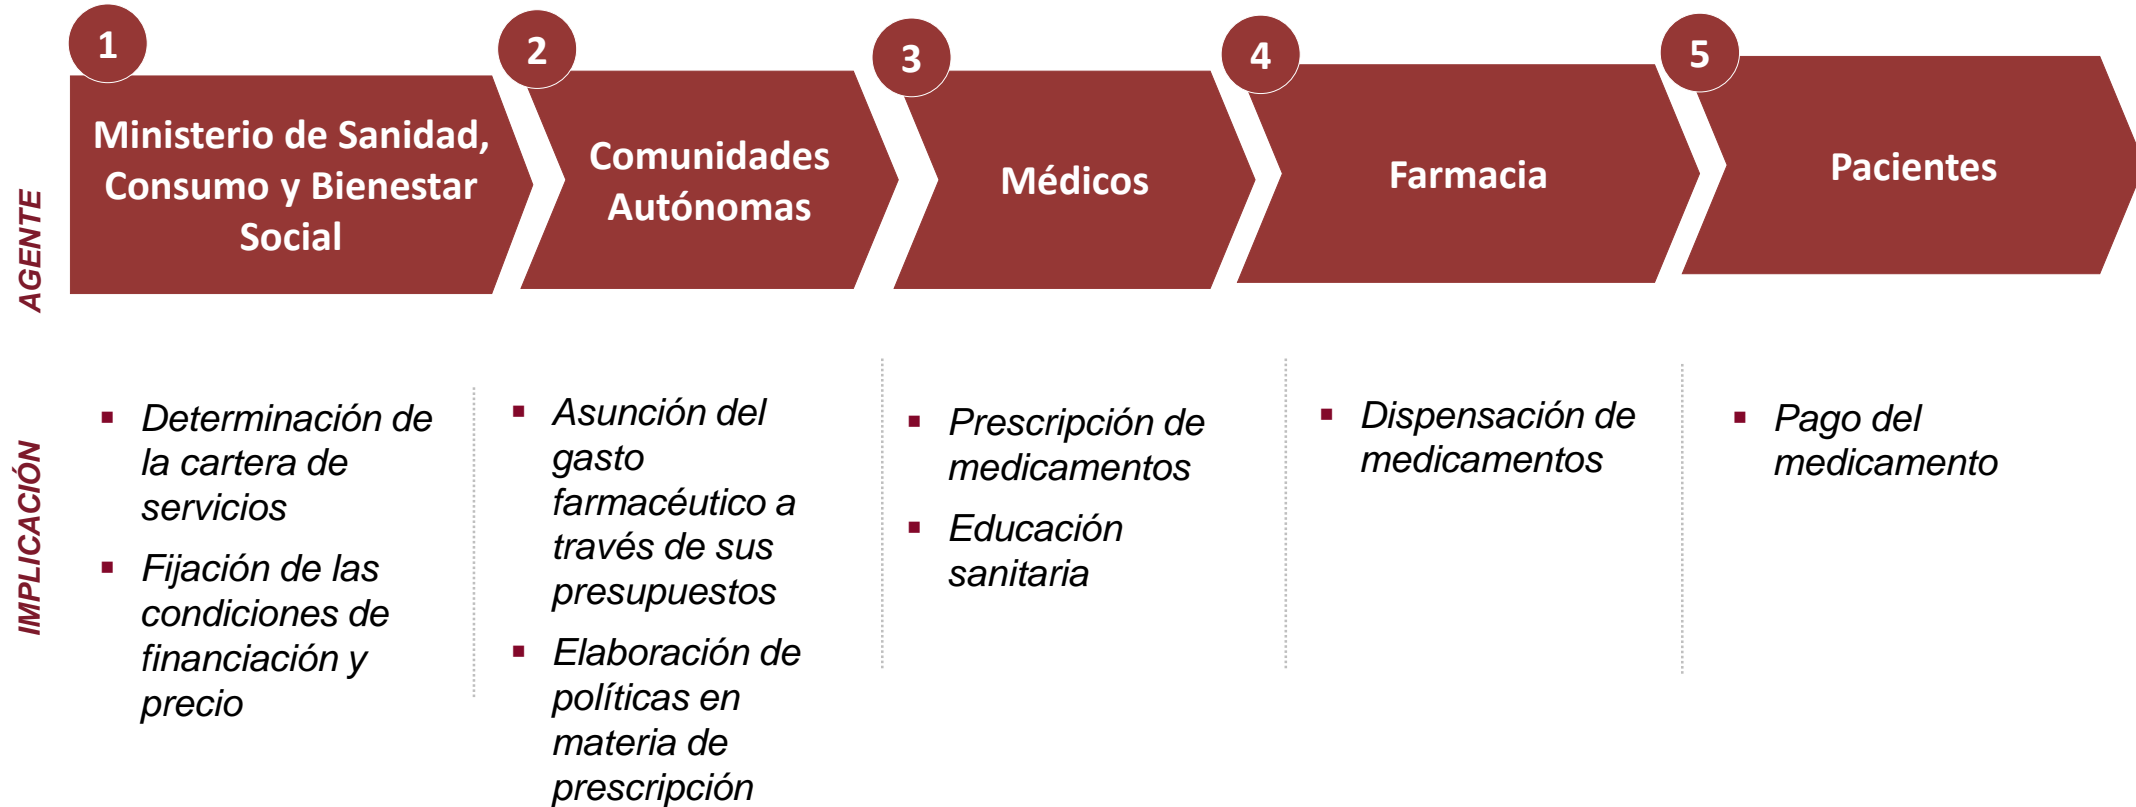 1
2
3
4
5
AGENTE
Ministerio de Sanidad,
Consumo y Bienestar
Social
Comunidades
Autónomas
Médicos
Farmacia
Pacientes
IMPLICACIÓN
▪ Determinación de
la cartera de
servicios
▪ Fijación de las
condiciones de
financiación y
precio
▪ Asunción del
gasto
farmacéutico a
través de sus
presupuestos
▪ Elaboración de
políticas en
materia de
prescripción
▪ Prescripción de
medicamentos
▪ Educación
sanitaria
▪ Dispensación de
medicamentos
▪ Pago del
medicamento